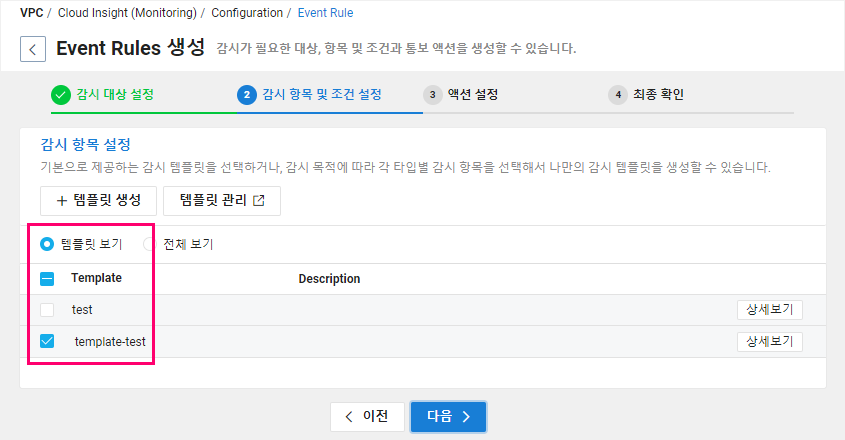 VPC / Cloud Insight (Monitoring) / Configuration / Event Rule
Event Rules 생성 감시가 필요한 대상, 항목 및 조건과 통보 액션을 생성할 수 있습니다.
감시 대상 설정 2 감시 항목 및 조건 설정 3 액션 설정 4 최종 확인
감시 항목 설정
기본으로 제공하는 감시 템플릿을 선택하거나, 감시 목적에 따라 각 타입별 감시 항목을 선택해서 나만의 감시 템플릿을 생성할 수 있습니다.
+ 템플릿 생성 템플릿 관리
템플릿 보기 전체 보기
Template Description
test 상세보기
template-test 상세보기
이전 다음